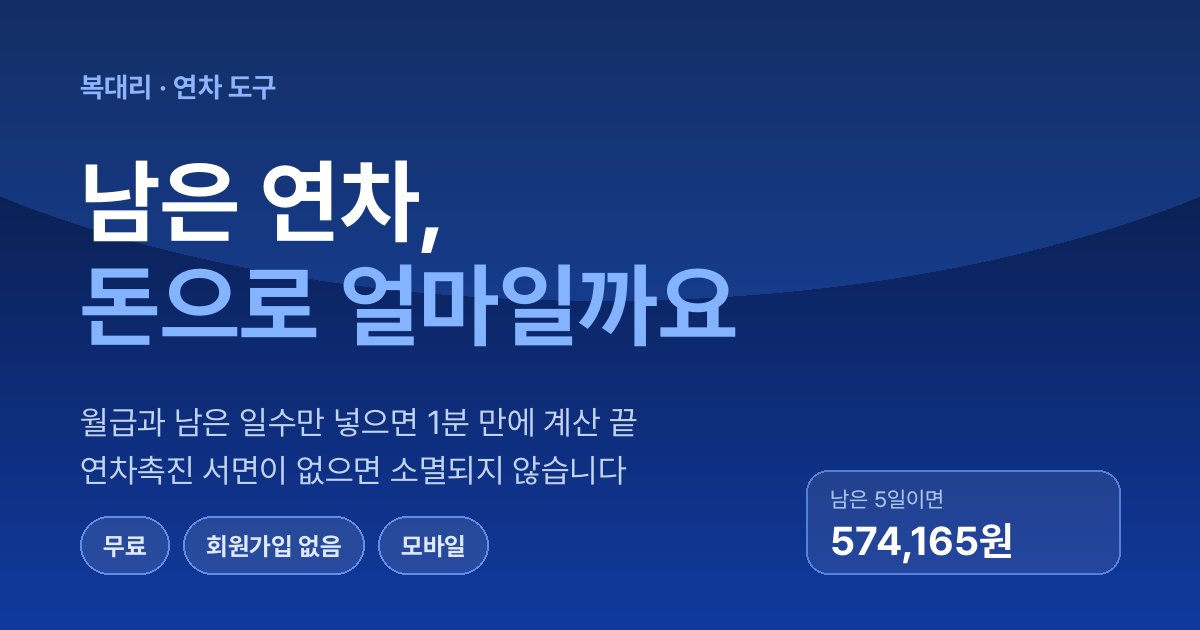 복대리 · 연차 도구
남은 연차,
돈으로 얼마일까요
월급과 남은 일수만 넣으면 1분 만에 계산 끝
연차촉진 서면이 없으면 소멸되지 않습니다
무료
회원가입 없음
모바일
남은 5일이면
574,165원